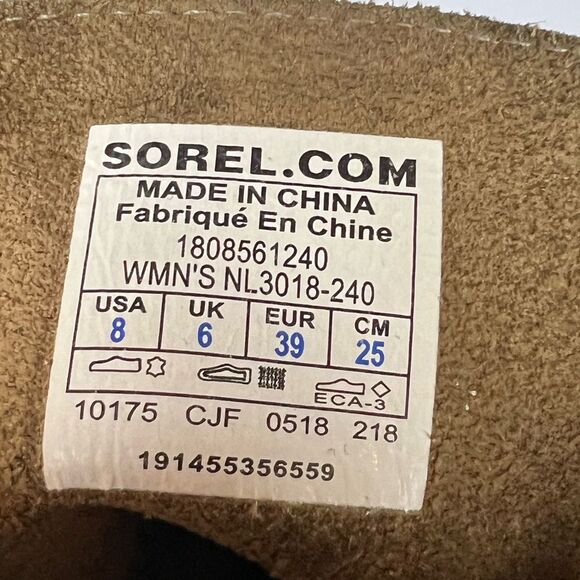 SOREL.COM
MADE IN CHINA
Fabriqué En Chine
1808561240
WMN'S NL3018-240
USA UK EUR CM
8 6 39 25
ECA-3
10175 CJF 0518 218
191455356559